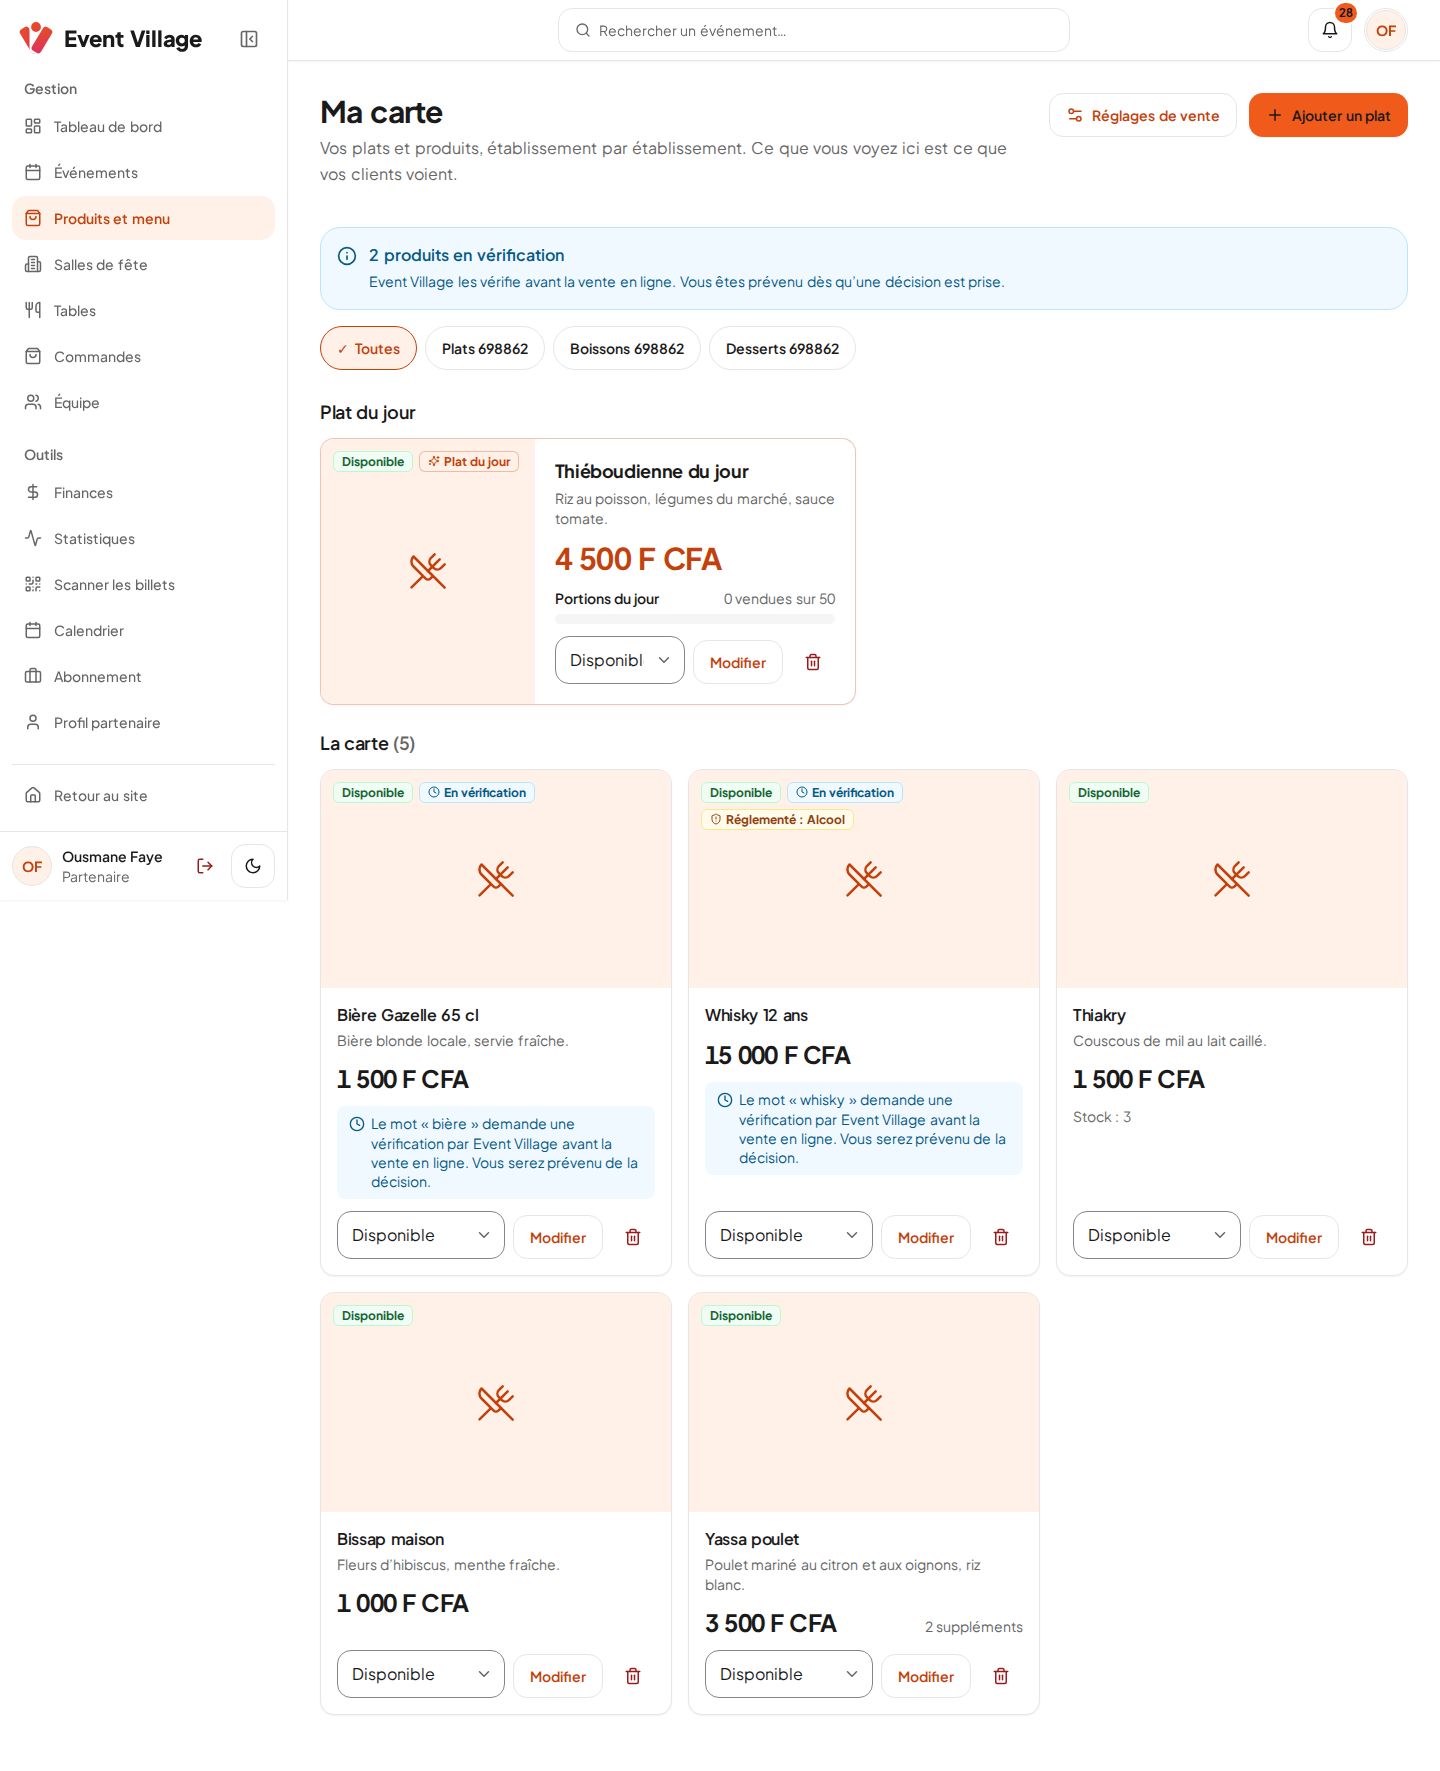 Event Village
Gestion
Tableau de bord
Événements
Produits et menu
Salles de fête
Tables
Commandes
Équipe
Outils
Finances
Statistiques
Scanner les billets
Calendrier
Abonnement
Profil partenaire
Retour au site
OF
Ousmane Faye
Partenaire
Rechercher un événement…
28
OF
Ma carte
Vos plats et produits, établissement par établissement. Ce que vous voyez ici est ce que
vos clients voient.
Réglages de vente
Ajouter un plat
2 produits en vérification
Event Village les vérifie avant la vente en ligne. Vous êtes prévenu dès qu’une décision est prise.
✓ Toutes
Plats 698862
Boissons 698862
Desserts 698862
Plat du jour
Disponible
Plat du jour
Thiéboudienne du jour
Riz au poisson, légumes du marché, sauce
tomate.
4 500 F CFA
Portions du jour
0 vendues sur 50
Disponibl
Modifier
La carte (5)
Disponible
En vérification
Bière Gazelle 65 cl
Bière blonde locale, servie fraîche.
1 500 F CFA
Le mot « bière » demande une
vérification par Event Village avant la
vente en ligne. Vous serez prévenu de la
décision.
Disponible
Modifier
Disponible
En vérification
Réglementé : Alcool
Whisky 12 ans
15 000 F CFA
Le mot « whisky » demande une
vérification par Event Village avant la
vente en ligne. Vous serez prévenu de la
décision.
Disponible
Modifier
Disponible
Thiakry
Couscous de mil au lait caillé.
1 500 F CFA
Stock : 3
Disponible
Modifier
Disponible
Bissap maison
Fleurs d’hibiscus, menthe fraîche.
1 000 F CFA
Disponible
Modifier
Disponible
Yassa poulet
Poulet mariné au citron et aux oignons, riz
blanc.
3 500 F CFA
2 suppléments
Disponible
Modifier